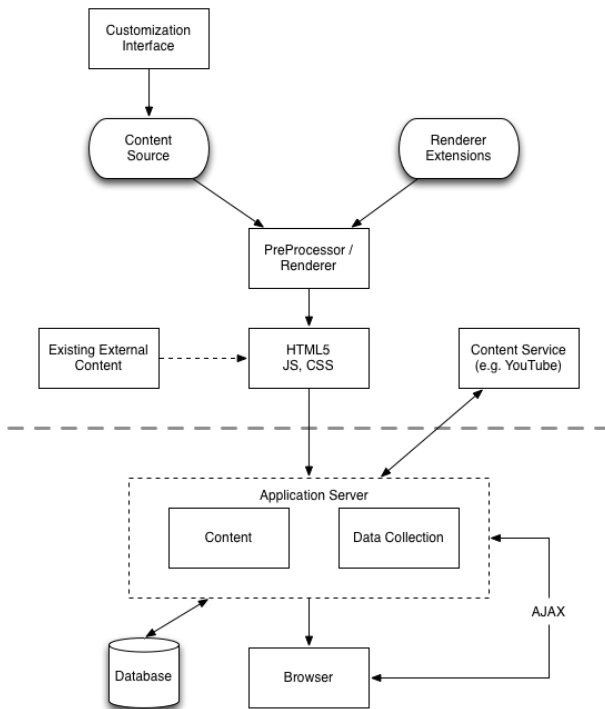 Customization
Interface
Content
Source
Renderer
Extensions
PreProcessor /
Renderer
Existing External
Content
HTML5
JS, CSS
Content Service
(e.g. YouTube)
Application Server
Content
Data Collection
AJAX
Database
Browser